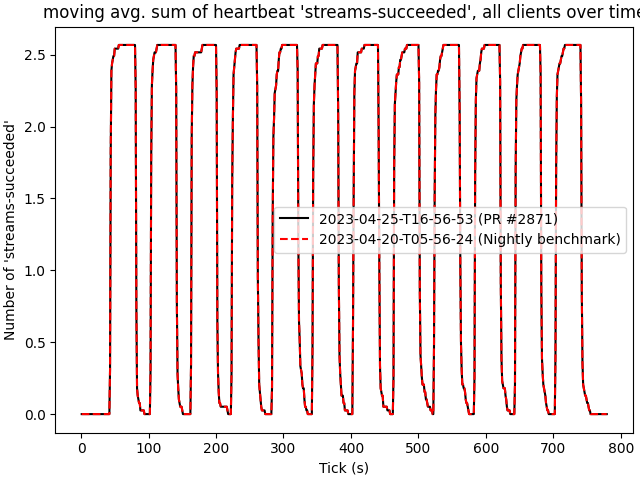 moving avg. sum of heartbeat 'streams-succeeded', all clients over time
2.5
2.0
1.5
1.0
0.5
0.0
Number of 'streams-succeeded'
2023-04-25-T16-56-53 (PR #2871)
2023-04-20-T05-56-24 (Nightly benchmark)
0 100 200 300 400 500 600 700 800
Tick (s)